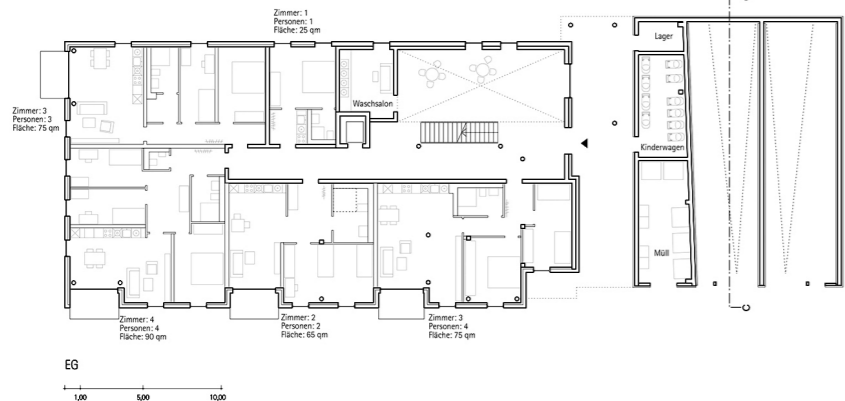 Zimmer: 1
Personen: 1
Fläche: 25 qm
Lager
Waschsalon
Zimmer: 3
Personen: 3
Fläche: 75 qm
Kinderwagen
Müll
Zimmer: 4
Personen: 4
Fläche: 90 qm
Zimmer: 2
Personen: 2
Fläche: 65 qm
Zimmer: 3
Personen: 4
Fläche: 75 qm
C
EG
1,00 5,00 10,00